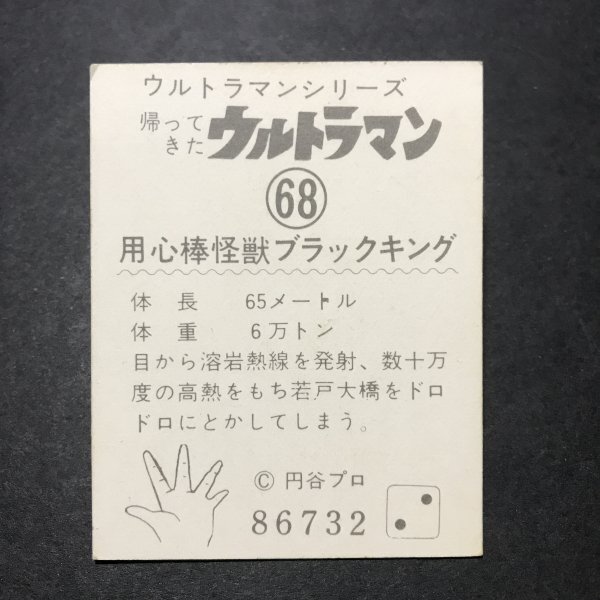 ウルトラマンシリーズ
帰ってきたウルトラマン
68
用心棒怪獣ブラックキング
体長 65メートル
体重 6万トン
目から溶岩熱線を発射、数十万
度の高熱をもち若戸大橋をドロ
ドロにとかしてしまう。
© 円谷プロ
86732